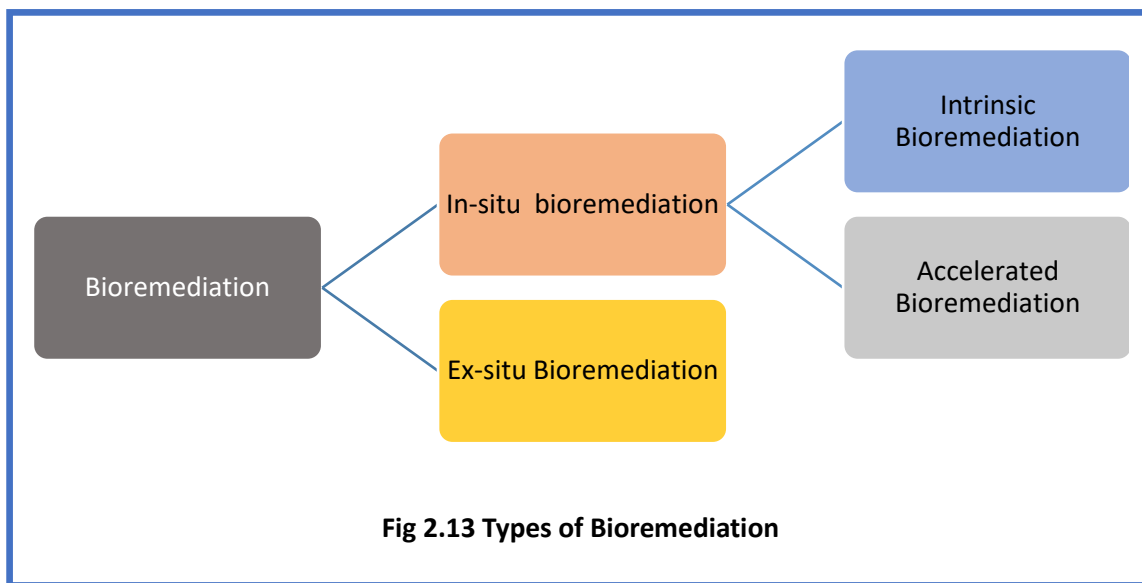 Bioremediation
In-situ bioremediation
Ex-situ Bioremediation
Intrinsic
Bioremediation
Accelerated
Bioremediation
Fig 2.13 Types of Bioremediation